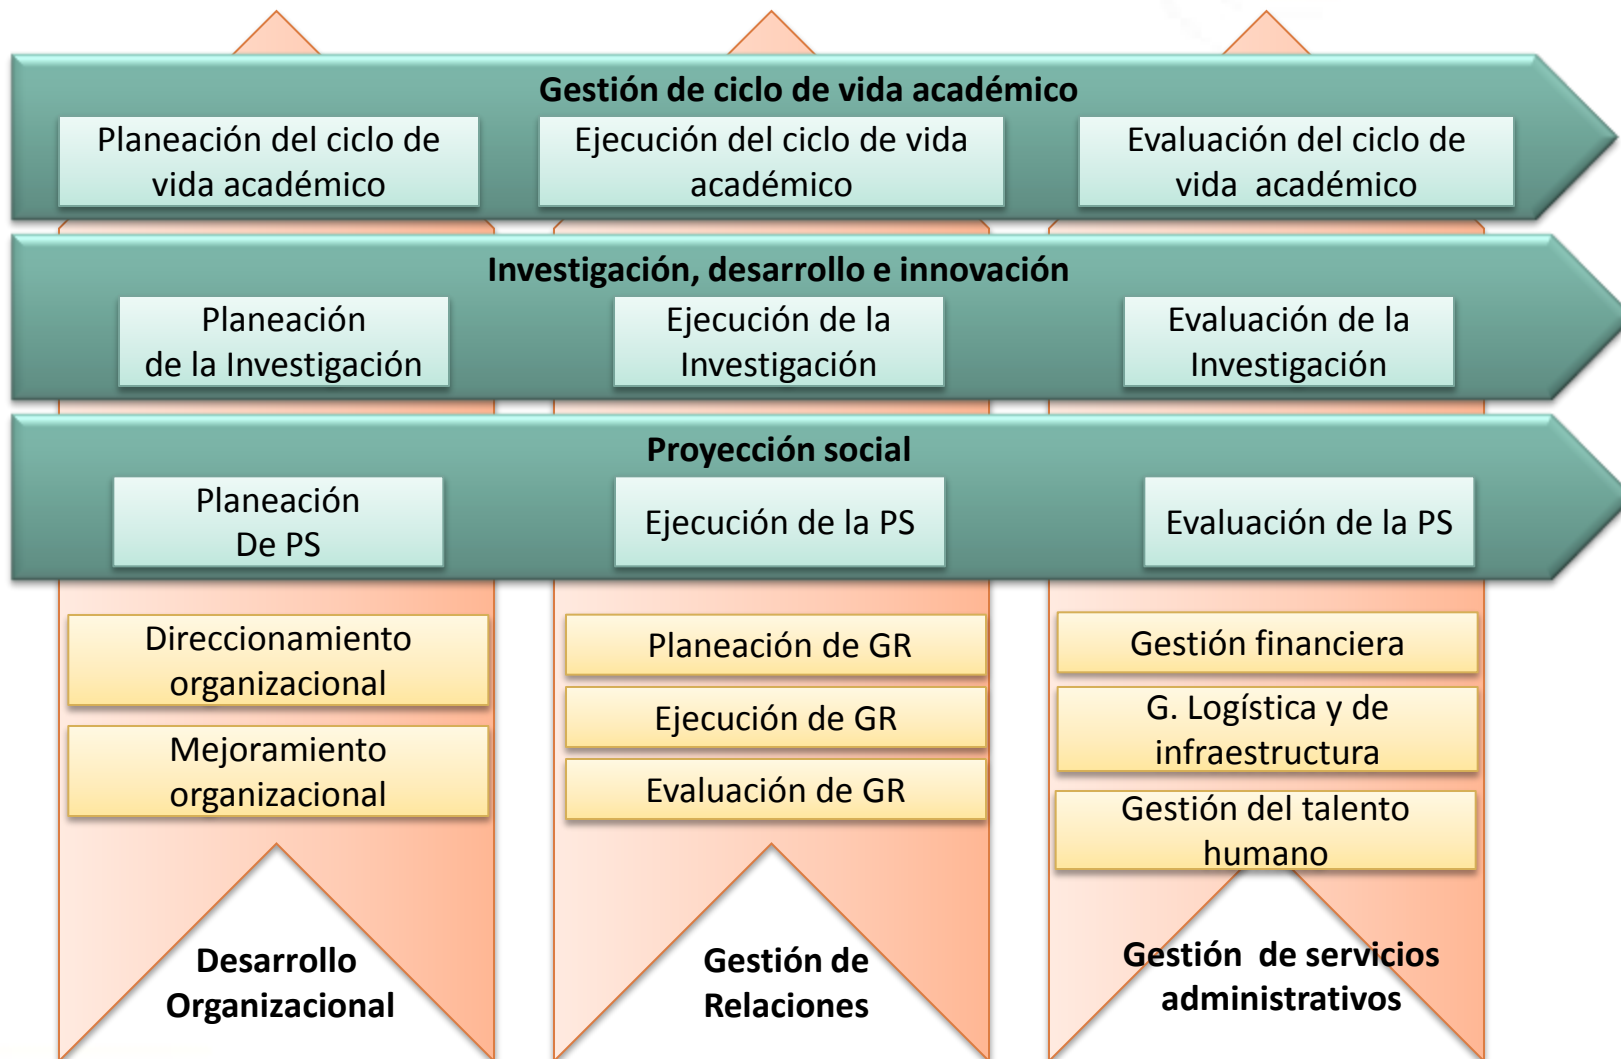 Gestión de ciclo de vida académico
Planeación del ciclo de
vida académico
Ejecución del ciclo de vida
académico
Evaluación del ciclo de
vida académico
Investigación, desarrollo e innovación
Planeación
de la Investigación
Ejecución de la
Investigación
Evaluación de la
Investigación
Proyección social
Planeación
De PS
Ejecución de la PS
Evaluación de la PS
Direccionamiento
organizacional
Mejoramiento
organizacional
Planeación de GR
Ejecución de GR
Evaluación de GR
Gestión financiera
G. Logística y de
infraestructura
Gestión del talento
humano
Desarrollo
Organizacional
Gestión de
Relaciones
Gestión de servicios
administrativos